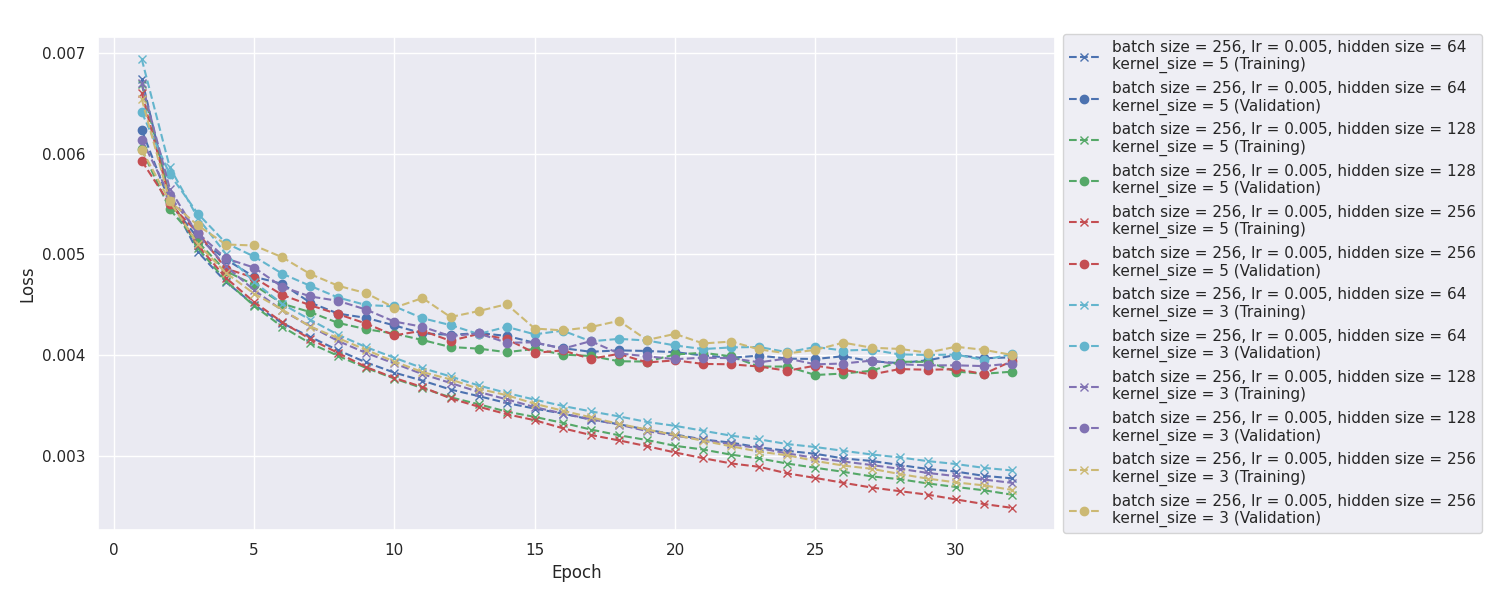 0.007
0.006
0.005
0.004
0.003
Loss
0
5
10
15
20
25
30
Epoch
batch size = 256, lr = 0.005, hidden size = 64
kernel_size = 5 (Training)
batch size = 256, lr = 0.005, hidden size = 64
kernel_size = 5 (Validation)
batch size = 256, lr = 0.005, hidden size = 128
kernel_size = 5 (Training)
batch size = 256, lr = 0.005, hidden size = 128
kernel_size = 5 (Validation)
batch size = 256, lr = 0.005, hidden size = 256
kernel_size = 5 (Training)
batch size = 256, lr = 0.005, hidden size = 256
kernel_size = 5 (Validation)
batch size = 256, lr = 0.005, hidden size = 64
kernel_size = 3 (Training)
batch size = 256, lr = 0.005, hidden size = 64
kernel_size = 3 (Validation)
batch size = 256, lr = 0.005, hidden size = 128
kernel_size = 3 (Training)
batch size = 256, lr = 0.005, hidden size = 128
kernel_size = 3 (Validation)
batch size = 256, lr = 0.005, hidden size = 256
kernel_size = 3 (Training)
batch size = 256, lr = 0.005, hidden size = 256
kernel_size = 3 (Validation)